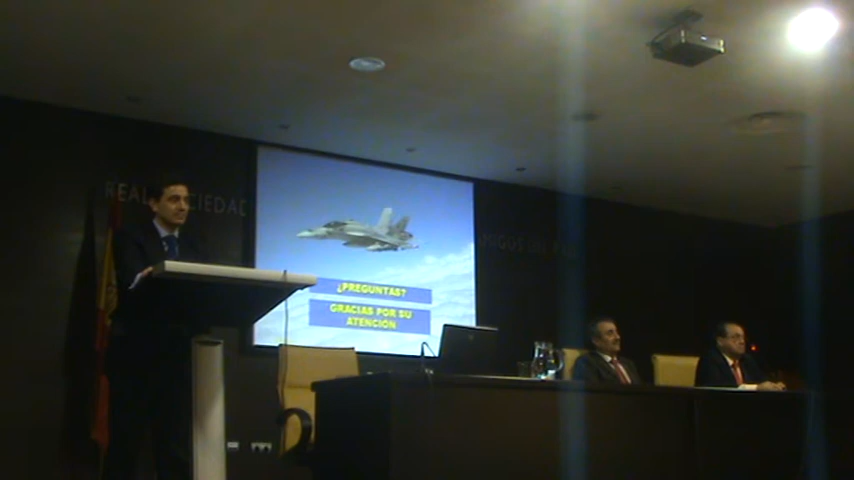 REAL SOCIEDAD
¿PREGUNTAS?
GRACIAS POR SU
ATENCIÓN